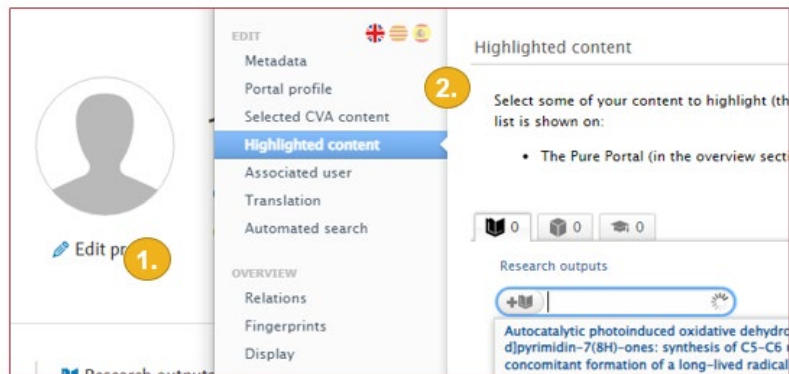 Edit pr
1.
Research outputs
EDIT
Metadata
Portal profile
Selected CVA content
Highlighted content
Associated user
Translation
Automated search
OVERVIEW
Relations
Fingerprints
Display
2.
Highlighted content
Select some of your content to highlight (th
list is shown on:
• The Pure Portal (in the overview secti
0
0
0
Research outputs
+
Autocatalytic photoinduced oxidative dehydro
d]pyrimidin-7(8H)-ones: synthesis of C5-C6
concomitant formation of a long-lived radical